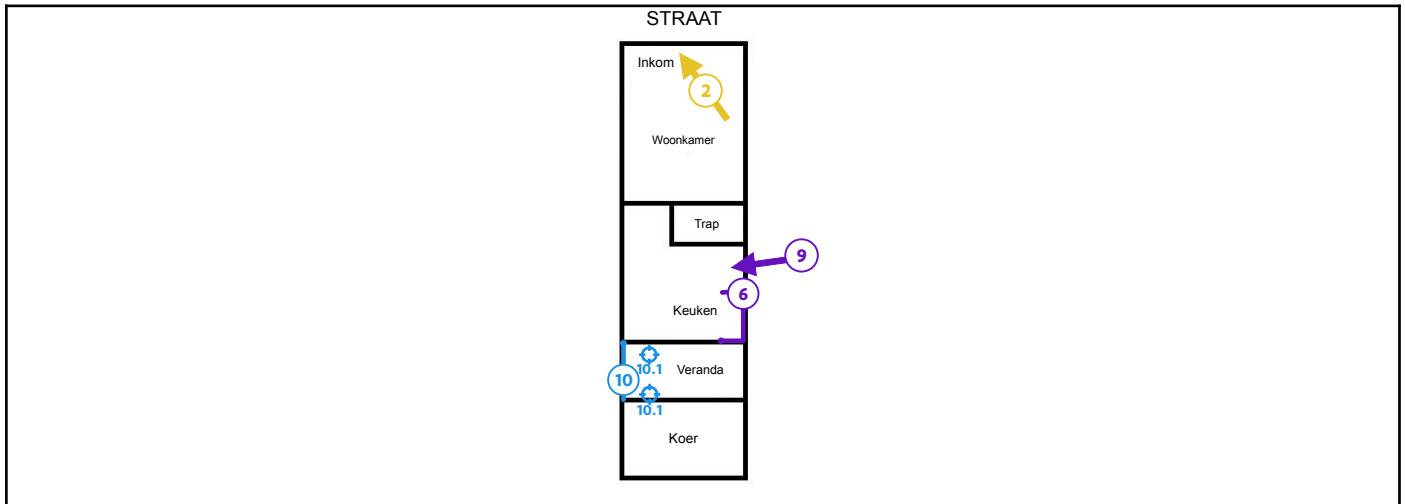 STRAAT
Inkom
2
Woonkamer
Trap
9
6
Keuken
10.1
Veranda
10
10.1
Koer